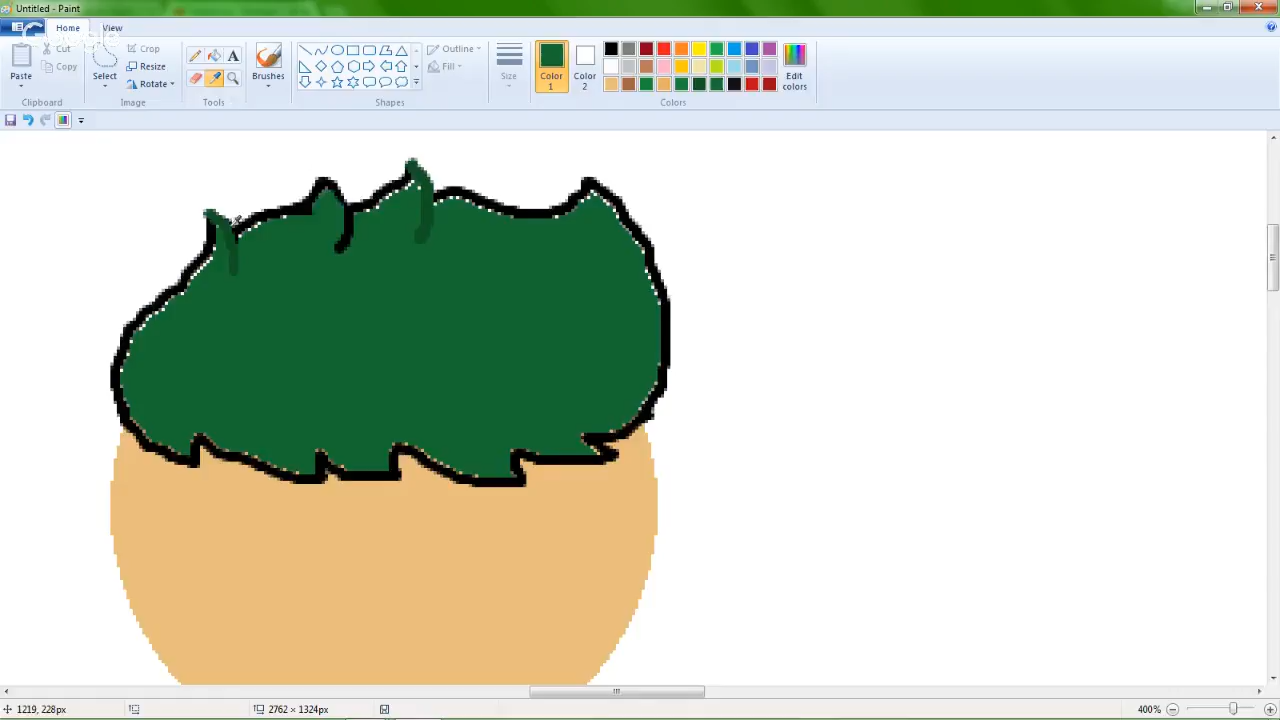 Untitled - Paint
Home View
Cut
Copy
Paste
Clipboard
Select
Crop
Resize
Rotate
Image
A
Tools
Brushes
Outline
Fill
Shapes
Size
Color
1
Color
2
Colors
Edit
colors
1219, 228px
2762 × 1324px
400%